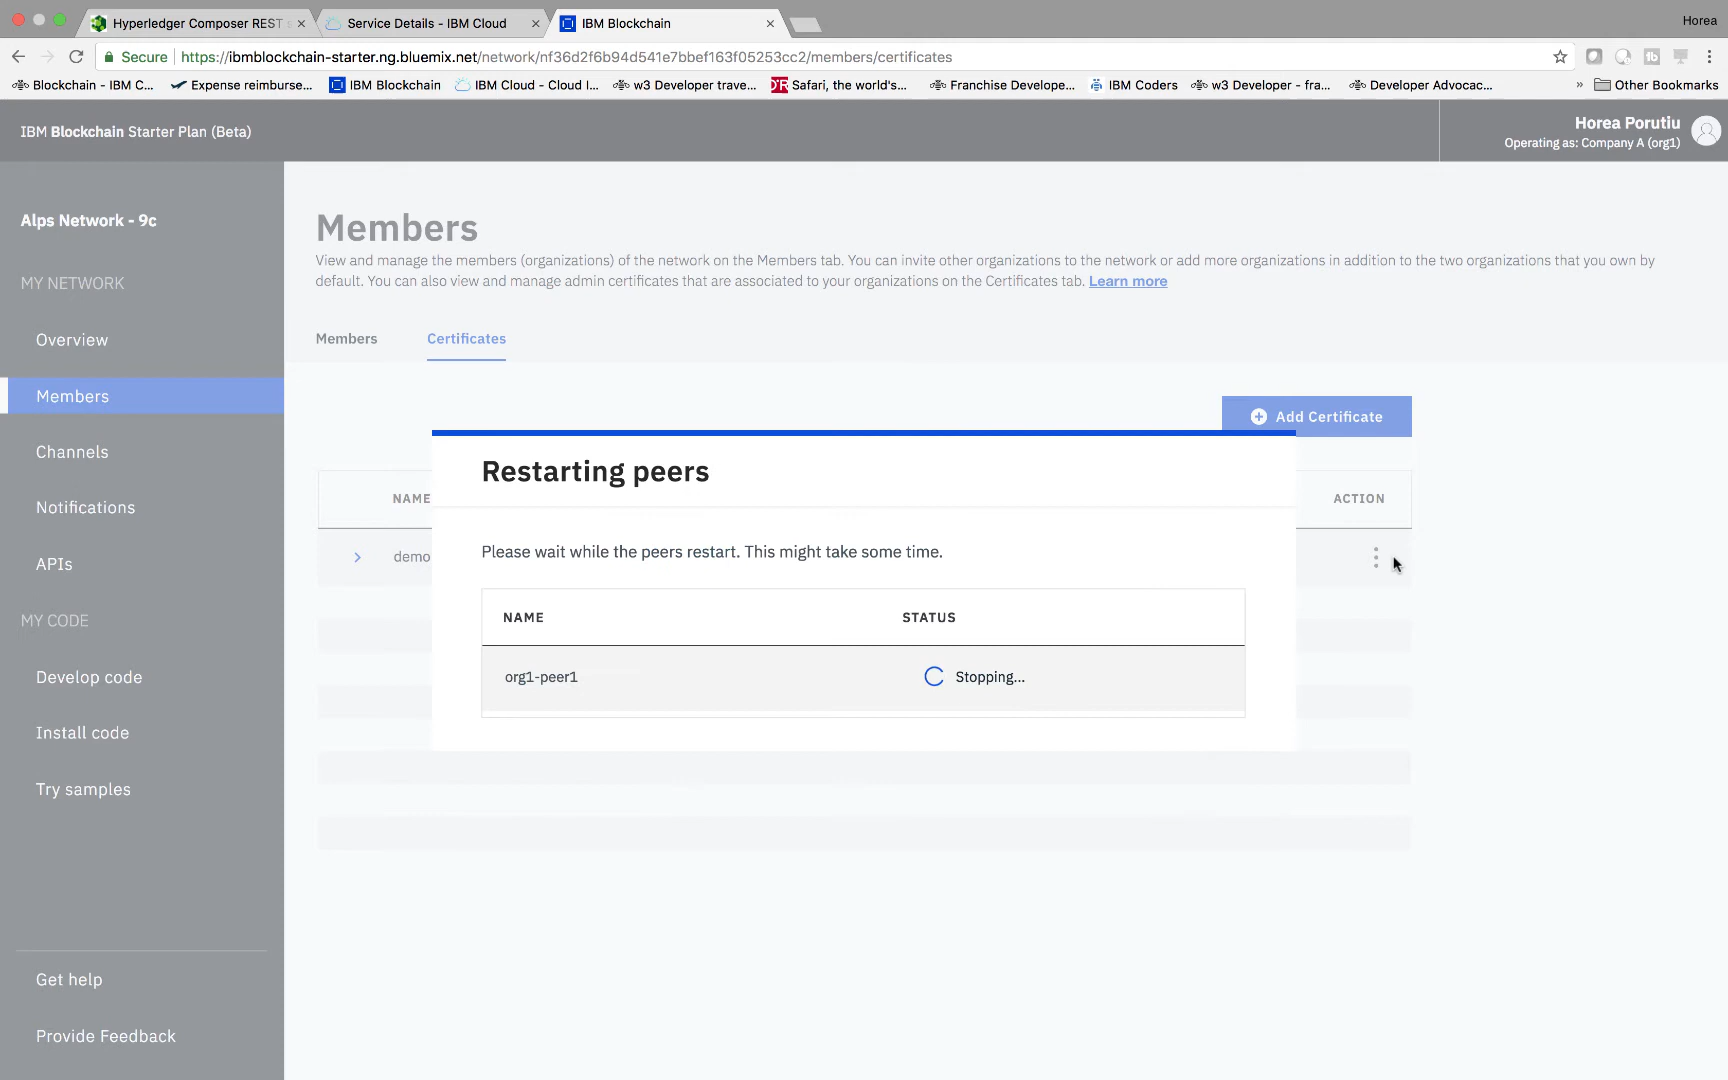 Hyperledger Composer REST s
Service Details - IBM Cloud
IBM Blockchain
Horea
Secure
https://ibmblockchain-starter.ng.bluemix.net/network/nf36d2f6b94d541e7bbef163f05253cc2/members/certificates
Blockchain - IBM C...
Expense reimburse...
IBM Blockchain
IBM Cloud - Cloud I...
w3 Developer trave...
Safari, the world's...
Franchise Develope...
IBM Coders
w3 Developer - fra...
Developer Advocac...
»
Other Bookmarks
IBM Blockchain Starter Plan (Beta)
Horea Porutiu
Operating as: Company A (org1)
Alps Network - 9c
MY NETWORK
Overview
Members
Channels
Notifications
APIs
MY CODE
Develop code
Install code
Try samples
Get help
Provide Feedback
Members
View and manage the members (organizations) of the network on the Members tab. You can invite other organizations to the network or add more organizations in addition to the two organizations that you own by
default. You can also view and manage admin certificates that are associated to your organizations on the Certificates tab. Learn more
Members
Certificates
Add Certificate
NAME
ACTION
demo
Restarting peers
Please wait while the peers restart. This might take some time.
NAME
STATUS
org1-peer1
Stopping...